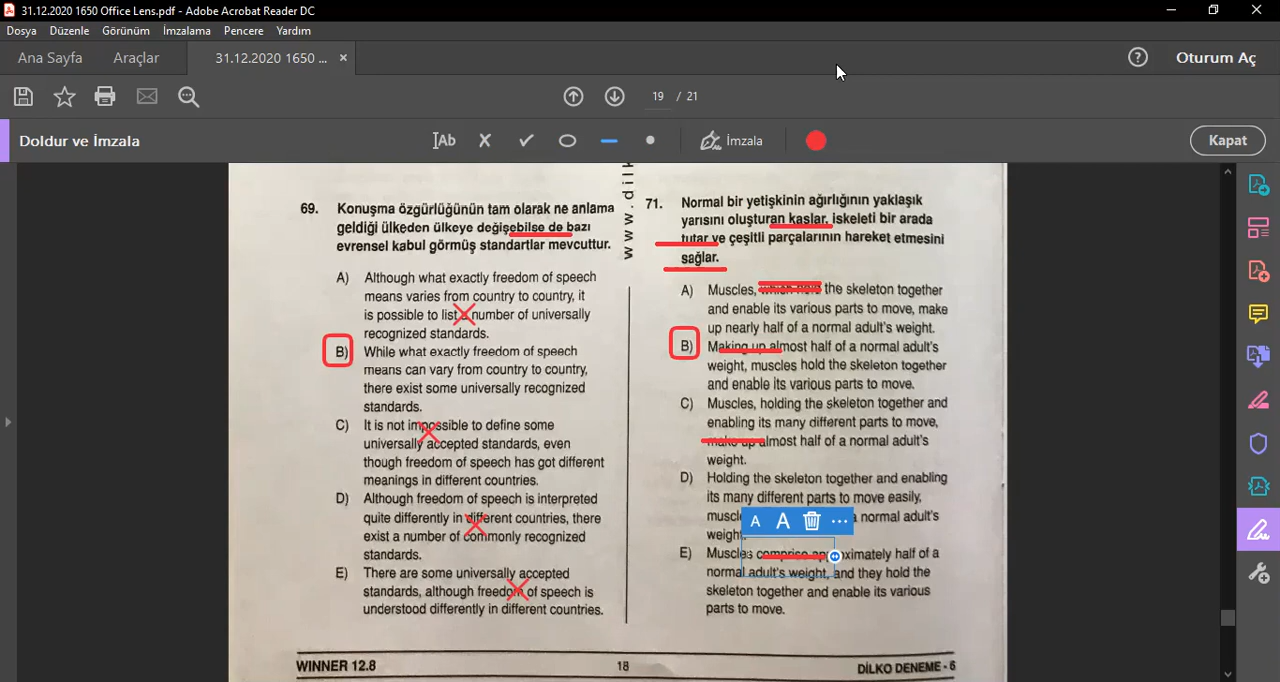 31.12.2020 1650 Office Lens.pdf - Adobe Acrobat Reader DC
Dosya Düzenle Görünüm İmzalama Pencere Yardım
Ana Sayfa Araçlar 31.12.2020 1650 ... × ? Oturum Aç
19 / 21
Doldur ve İmzala Ab İmzala Kapat
69. Konuşma özgürlüğünün tam olarak ne anlama
geldiği ülkeden ülkeye değişebilse de bazı
evrensel kabul görmüş standartlar mevcuttur.
A) Although what exactly freedom of speech
means varies from country to country, it
is possible to list a number of universally
recognized standards.
B) While what exactly freedom of speech
means can vary from country to country,
there exist some universally recognized
standards.
C) It is not impossible to define some
universally accepted standards, even
though freedom of speech has got different
meanings in different countries.
D) Although freedom of speech is interpreted
quite differently in different countries, there
exist a number of commonly recognized
standards.
E) There are some universally accepted
standards, although freedom of speech is
understood differently in different countries.
www.dilk
71. Normal bir yetişkinin ağırlığının yaklaşık
yarısını oluşturan kaslar, iskeleti bir arada
tutar ve çeşitli parçalarının hareket etmesini
sağlar.
A) Muscles, which hold the skeleton together
and enable its various parts to move, make
up nearly half of a normal adult's weight.
B) Making up almost half of a normal adult's
weight, muscles hold the skeleton together
and enable its various parts to move.
C) Muscles, holding the skeleton together and
enabling its many different parts to move,
make up almost half of a normal adult's
weight.
D) Holding the skeleton together and enabling
its many different parts to move easily,
muscl A A ... a normal adult's
weight.
E) Muscles comprise approximately half of a
normal adult's weight, and they hold the
skeleton together and enable its various
parts to move.
WINNER 12.8 18 DİLKO DENEME - 6